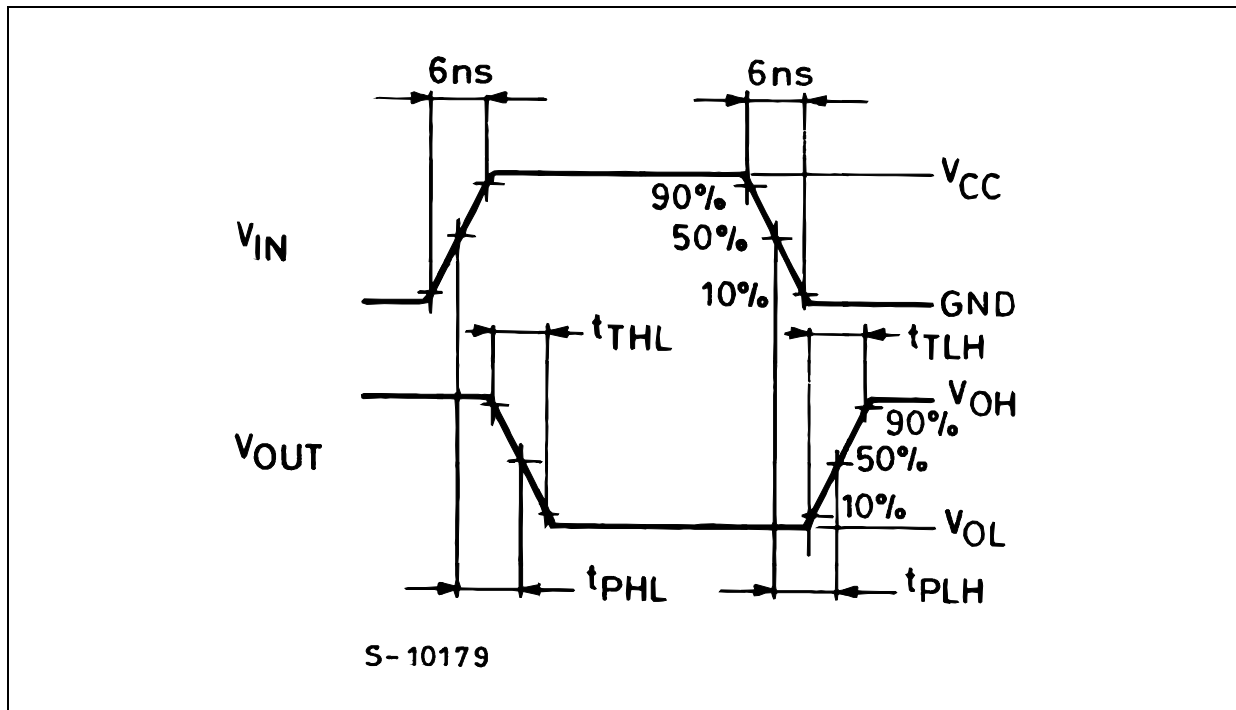 6ns 6ns
VCC
90%
50%
VIN
10%
GND
tTHL tTLH
VOH
90%
VOUT
50%
10%
VOL
tPHL tPLH
S-10179